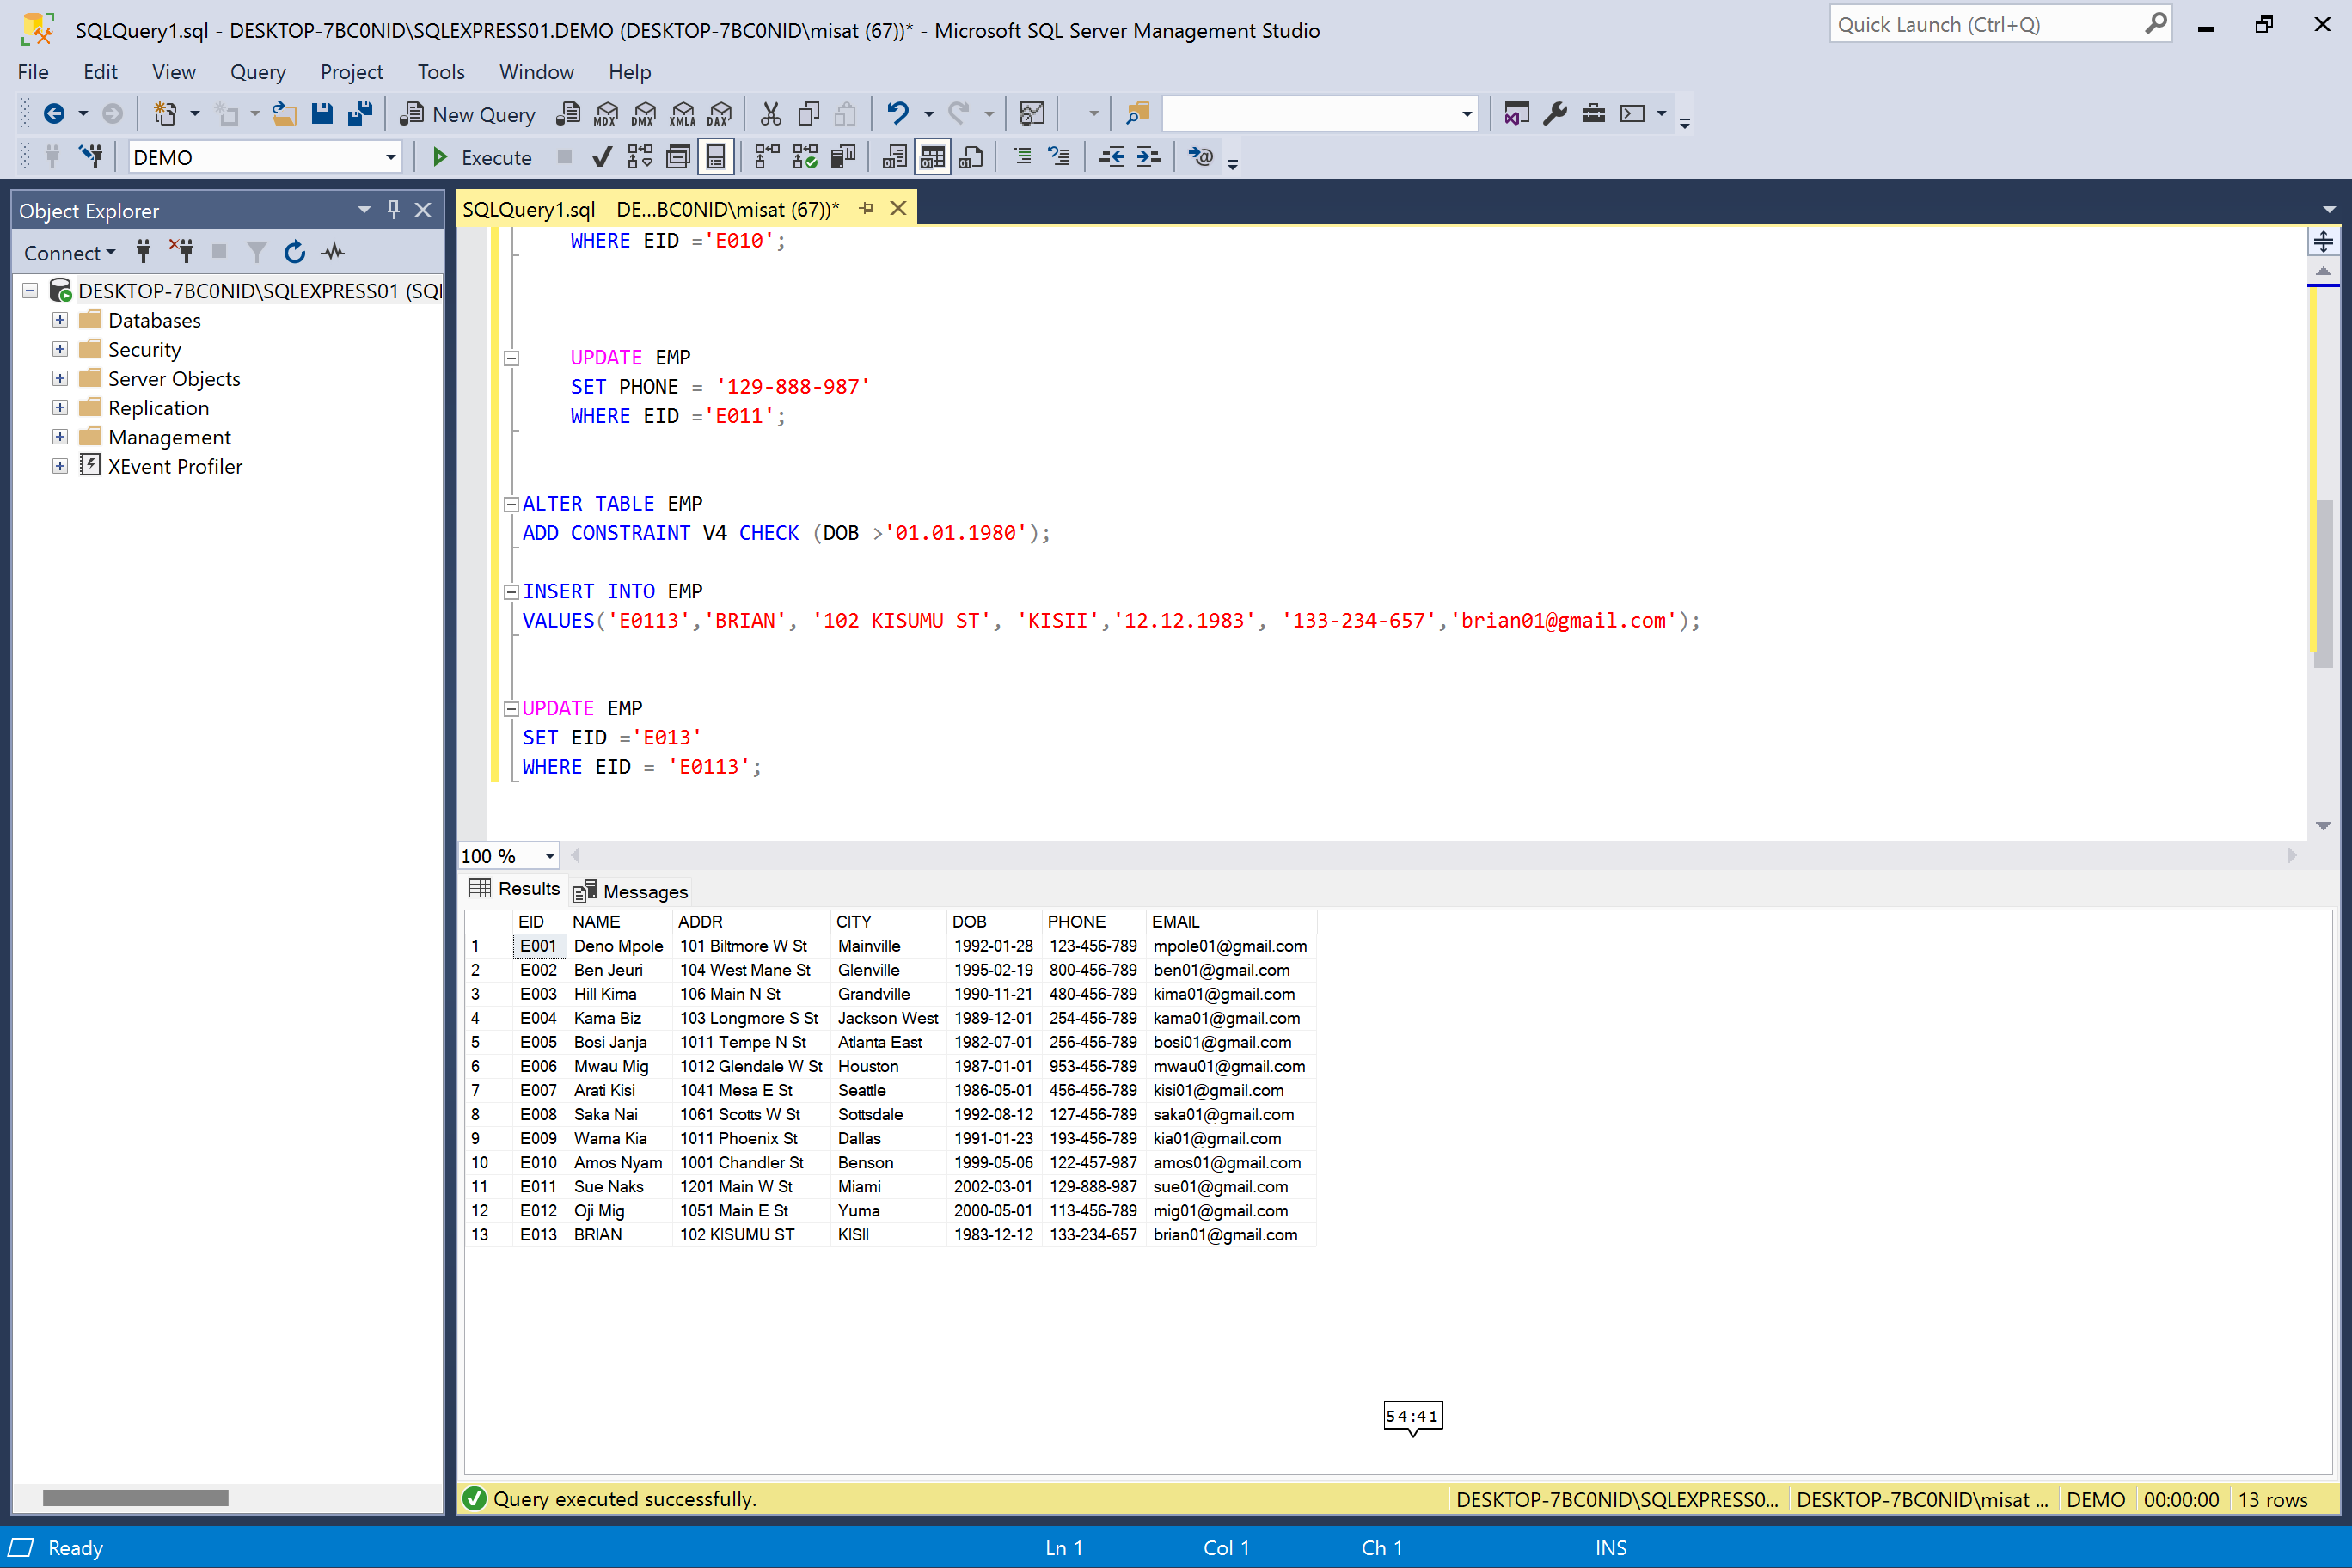 SQLQuery1.sql - DESKTOP-7BC0NID\SQLEXPRESS01.DEMO (DESKTOP-7BC0NID\misat (67))* - Microsoft SQL Server Management Studio
Quick Launch (Ctrl+Q)
File Edit View Query Project Tools Window Help
New Query MDX DMX XMLA DAX
DEMO Execute
Object Explorer
Connect
DESKTOP-7BC0NID\SQLEXPRESS01 (SQL
Databases
Security
Server Objects
Replication
Management
XEvent Profiler
SQLQuery1.sql - DE...BC0NID\misat (67))*
WHERE EID ='E010';
UPDATE EMP
SET PHONE = '129-888-987'
WHERE EID ='E011';
ALTER TABLE EMP
ADD CONSTRAINT V4 CHECK (DOB >'01.01.1980');
INSERT INTO EMP
VALUES('E0113','BRIAN', '102 KISUMU ST', 'KISII','12.12.1983', '133-234-657','brian01@gmail.com');
UPDATE EMP
SET EID ='E013'
WHERE EID = 'E0113';
100 %
Results Messages
EID NAME ADDR CITY DOB PHONE EMAIL
1 E001 Deno Mpole 101 Biltmore W St Mainville 1992-01-28 123-456-789 mpole01@gmail.com
2 E002 Ben Jeuri 104 West Mane St Glenville 1995-02-19 800-456-789 ben01@gmail.com
3 E003 Hill Kima 106 Main N St Grandville 1990-11-21 480-456-789 kima01@gmail.com
4 E004 Kama Biz 103 Longmore S St Jackson West 1989-12-01 254-456-789 kama01@gmail.com
5 E005 Bosi Janja 1011 Tempe N St Atlanta East 1982-07-01 256-456-789 bosi01@gmail.com
6 E006 Mwau Mig 1012 Glendale W St Houston 1987-01-01 953-456-789 mwau01@gmail.com
7 E007 Arati Kisi 1041 Mesa E St Seattle 1986-05-01 456-456-789 kisi01@gmail.com
8 E008 Saka Nai 1061 Scotts W St Sottsdale 1992-08-12 127-456-789 saka01@gmail.com
9 E009 Wama Kia 1011 Phoenix St Dallas 1991-01-23 193-456-789 kia01@gmail.com
10 E010 Amos Nyam 1001 Chandler St Benson 1999-05-06 122-457-987 amos01@gmail.com
11 E011 Sue Naks 1201 Main W St Miami 2002-03-01 129-888-987 sue01@gmail.com
12 E012 Oji Mig 1051 Main E St Yuma 2000-05-01 113-456-789 mig01@gmail.com
13 E013 BRIAN 102 KISUMU ST KISII 1983-12-12 133-234-657 brian01@gmail.com
54:41
Query executed successfully. DESKTOP-7BC0NID\SQLEXPRESS0... DESKTOP-7BC0NID\misat ... DEMO 00:00:00 13 rows
Ready Ln 1 Col 1 Ch 1 INS